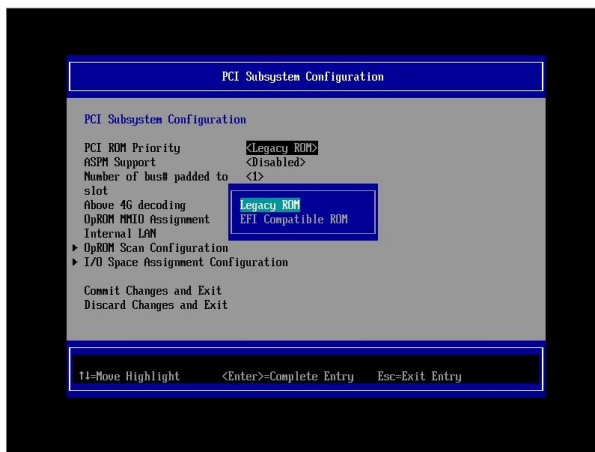 PCI Subsystem Configuration
PCI Subsystem Configuration
PCI ROM Priority <Legacy ROM>
ASPM Support <Disabled>
Number of bus# padded to <1>
slot
Above 4G decoding
Legacy ROM
OpROM MMIO Assignment
EFI Compatible ROM
Internal LAN
▶ OpROM Scan Configuration
▶ I/O Space Assignment Configuration
Commit Changes and Exit
Discard Changes and Exit
↑↓=Move Highlight <Enter>=Complete Entry Esc=Exit Entry